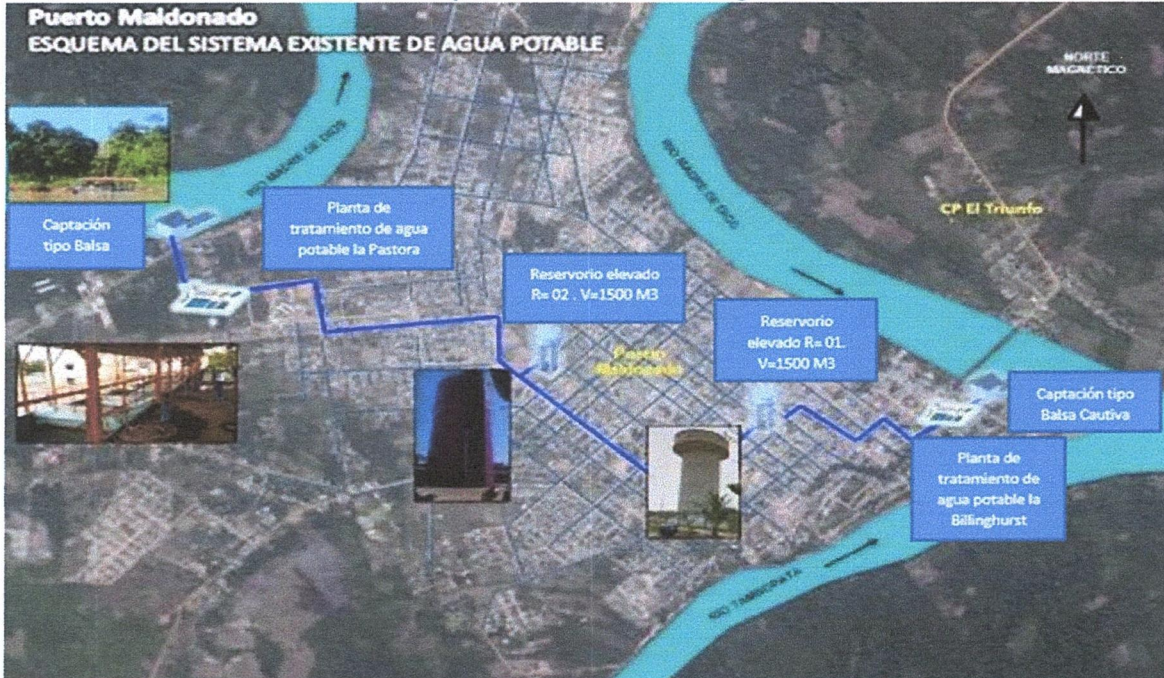 Puerto Maldonado
ESQUEMA DEL SISTEMA EXISTENTE DE AGUA POTABLE
NORTE
MAGNETICO
RIO MADRE DE DIOS
RIO MADRE DE DIOS
CP El Triunfo
Captación
tipo Balsa
Planta de
tratamiento de agua
potable la Pastora
Reservorio elevado
R= 02 . V=1500 M3
Reservorio
elevado R= 01.
V=1500 M3
Puerto
Maldonado
Captación tipo
Balsa Cautiva
Planta de
tratamiento de
agua potable la
Billinghurst
RIO TAMBOPATA